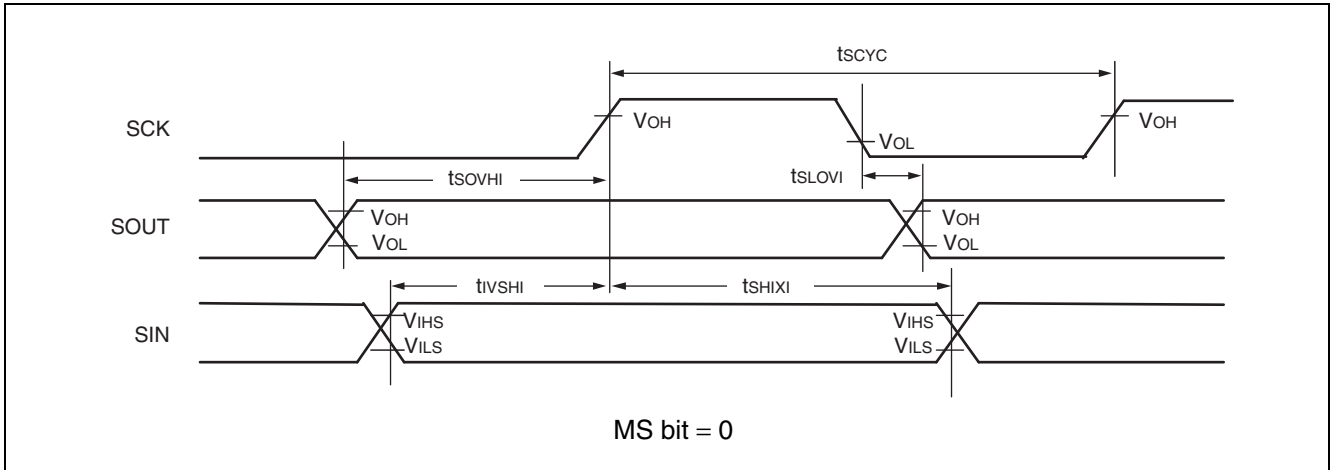 tSCYC
SCK
VOH
VOL
VOH
tSOVHI
tSLOVI
SOUT
VOH
VOL
VOH
VOL
tIVSHI
tSHIXI
SIN
VIHS
VILS
VIHS
VILS
MS bit = 0